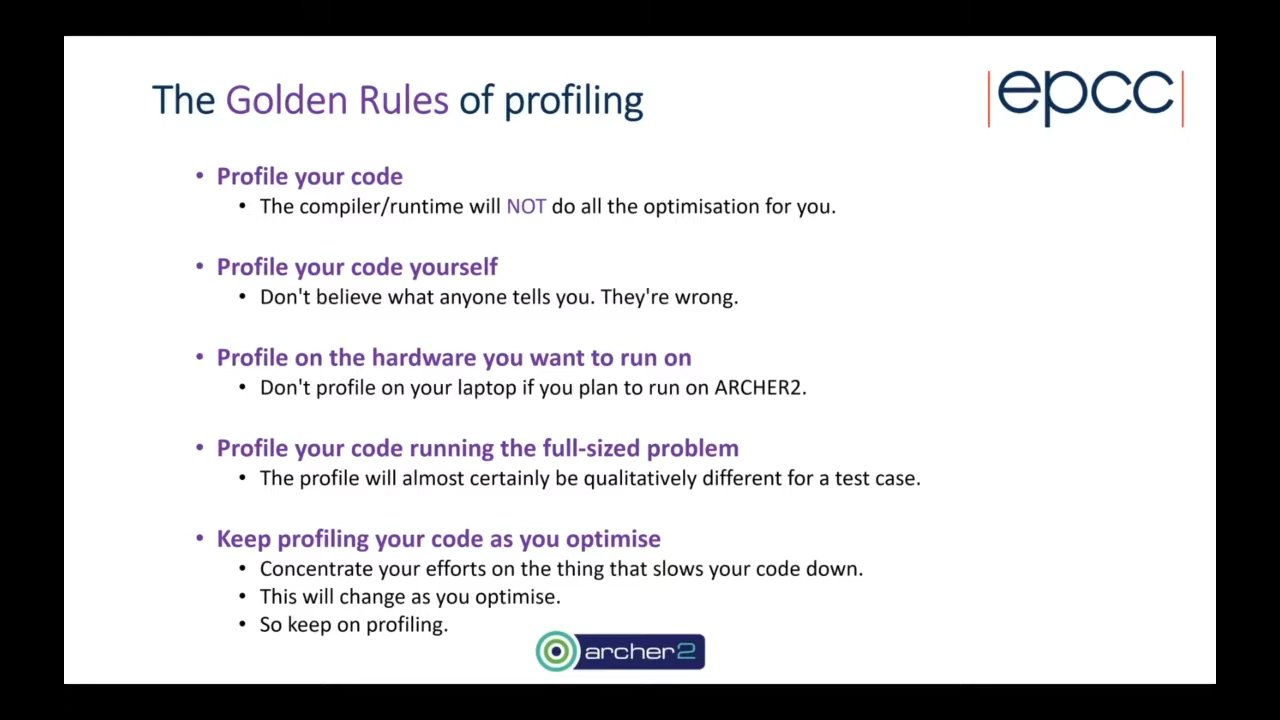 The Golden Rules of profiling
|epcc|
• Profile your code
• The compiler/runtime will NOT do all the optimisation for you.
• Profile your code yourself
• Don't believe what anyone tells you. They're wrong.
• Profile on the hardware you want to run on
• Don't profile on your laptop if you plan to run on ARCHER2.
• Profile your code running the full-sized problem
• The profile will almost certainly be qualitatively different for a test case.
• Keep profiling your code as you optimise
• Concentrate your efforts on the thing that slows your code down.
• This will change as you optimise.
• So keep on profiling.
archer2